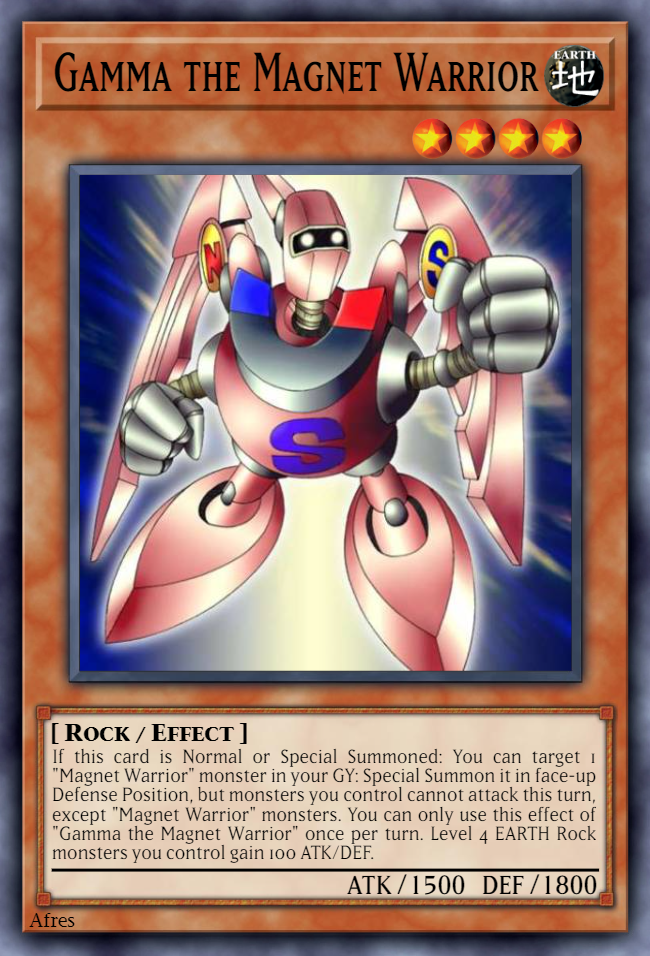 Gamma the Magnet Warrior
EARTH
地
N
S
S
[ Rock / Effect ]
If this card is Normal or Special Summoned: You can target 1
"Magnet Warrior" monster in your GY: Special Summon it in face-up
Defense Position, but monsters you control cannot attack this turn,
except "Magnet Warrior" monsters. You can only use this effect of
"Gamma the Magnet Warrior" once per turn. Level 4 EARTH Rock
monsters you control gain 100 ATK/DEF.
ATK / 1500 DEF / 1800
Afres